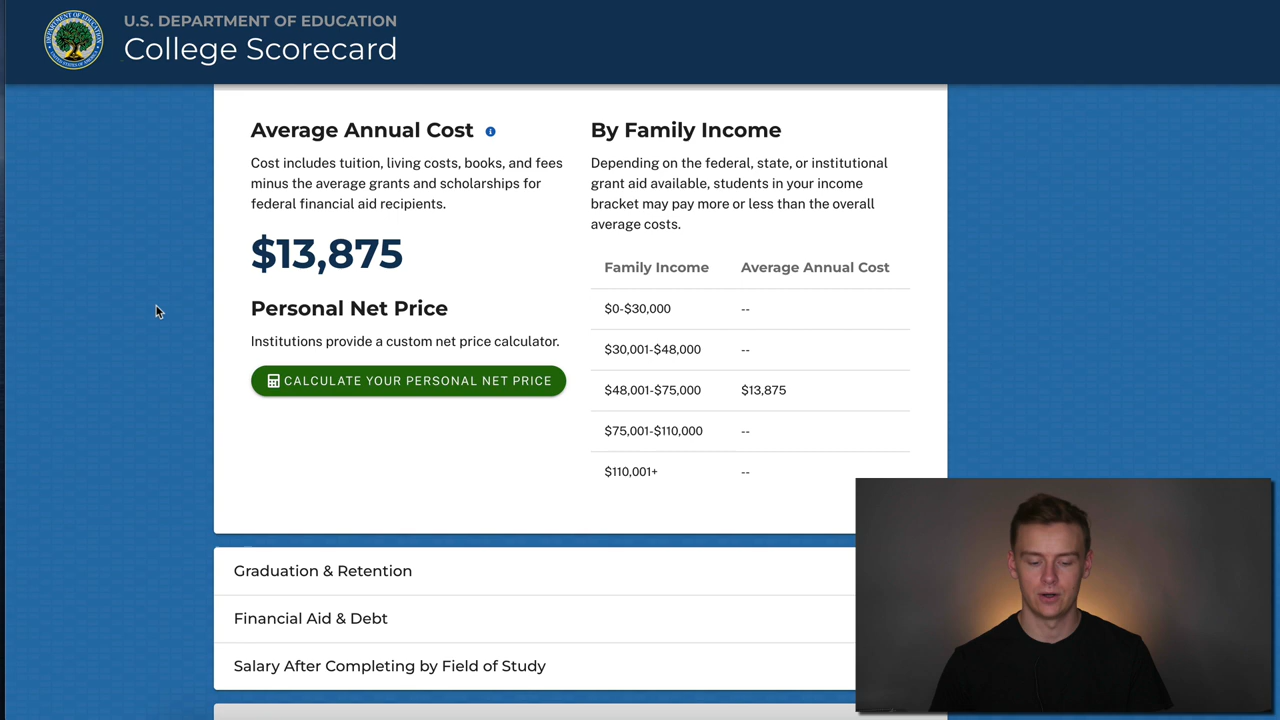 U.S. DEPARTMENT OF EDUCATION
College Scorecard
Average Annual Cost
Cost includes tuition, living costs, books, and fees
minus the average grants and scholarships for
federal financial aid recipients.
$13,875
Personal Net Price
Institutions provide a custom net price calculator.
CALCULATE YOUR PERSONAL NET PRICE
By Family Income
Depending on the federal, state, or institutional
grant aid available, students in your income
bracket may pay more or less than the overall
average costs.
Family Income Average Annual Cost
$0-$30,000 --
$30,001-$48,000 --
$48,001-$75,000 $13,875
$75,001-$110,000 --
$110,001+ --
Graduation & Retention
Financial Aid & Debt
Salary After Completing by Field of Study